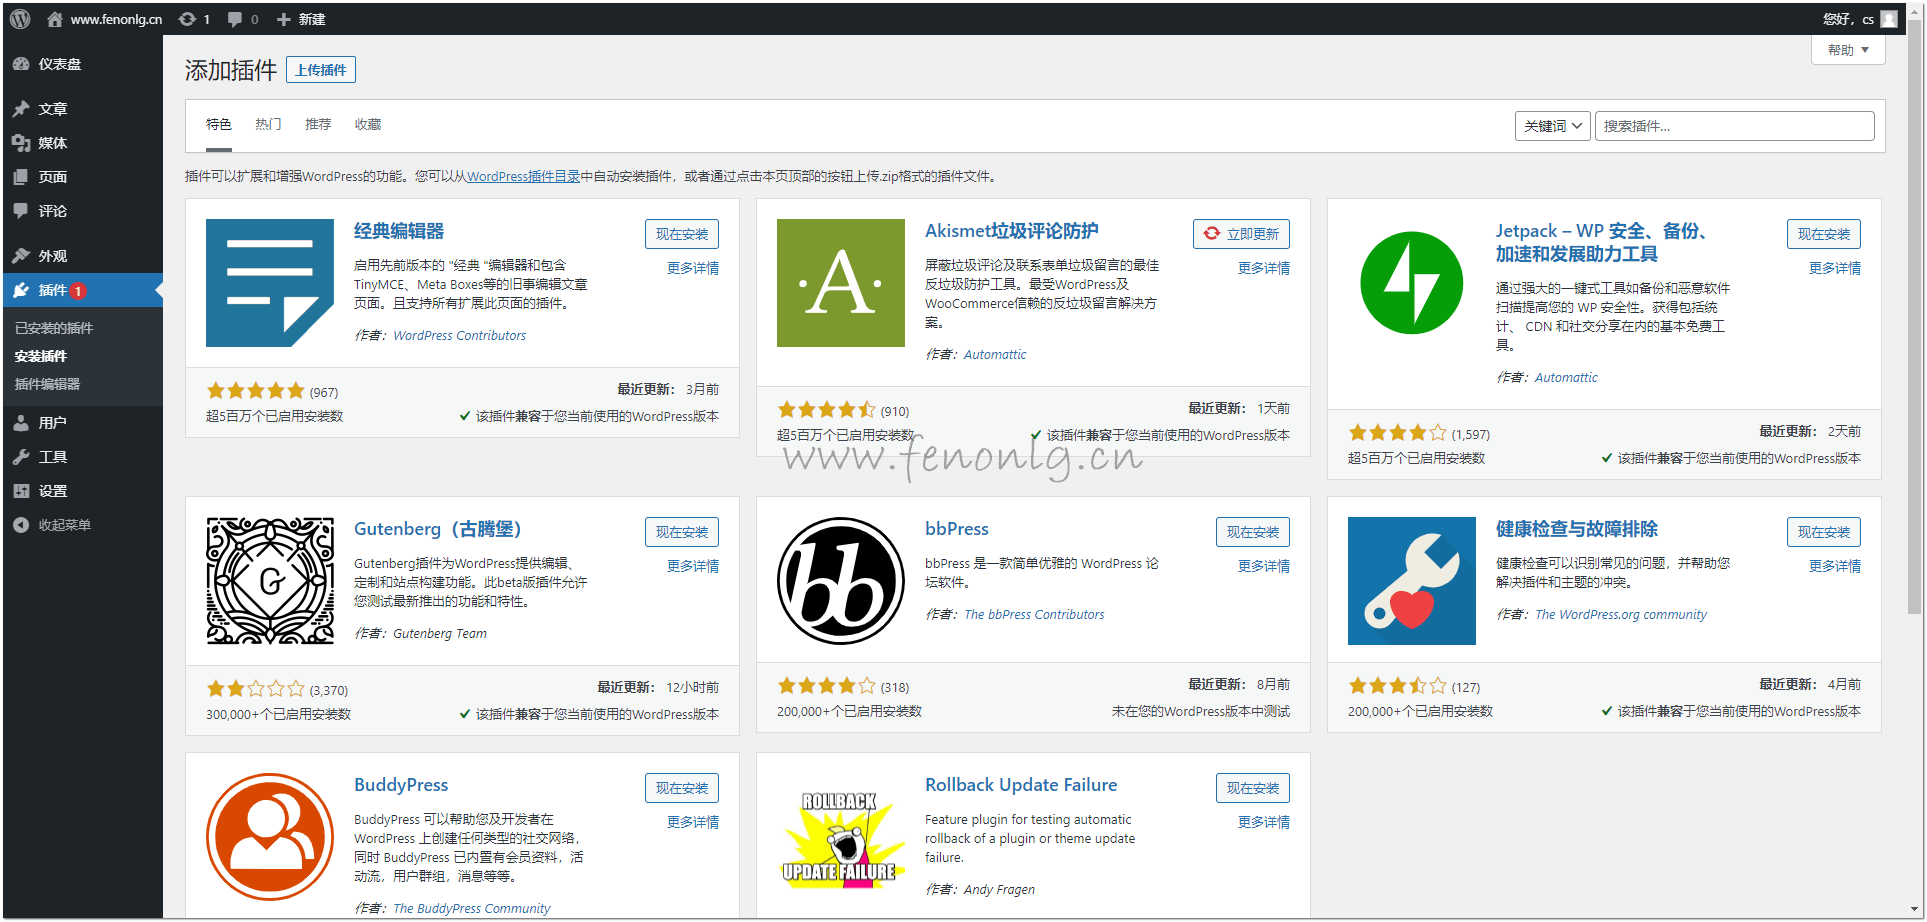 www.fenonlg.cn 1 0 新建
您好，cs
帮助
仪表盘
文章
媒体
页面
评论
外观
插件 1
已安装的插件
安装插件
插件编辑器
用户
工具
设置
收起菜单
添加插件 上传插件
特色 热门 推荐 收藏
关键词 搜索插件...
插件可以扩展和增强WordPress的功能。您可以从WordPress插件目录中自动安装插件，或者通过点击本页顶部的按钮上传.zip格式的插件文件。
经典编辑器
现在安装
更多详情
启用先前版本的 "经典 "编辑器和包含
TinyMCE、Meta Boxes等的旧事编辑文章
页面。且支持所有扩展此页面的插件。
作者： WordPress Contributors
(967)
最近更新： 3月前
超5百万个已启用安装数
该插件兼容于您当前使用的WordPress版本
A
Akismet垃圾评论防护
立即更新
更多详情
屏蔽垃圾评论及联系表单垃圾留言的最佳
反垃圾防护工具。最受WordPress及
WooCommerce信赖的反垃圾留言解决方
案。
作者： Automattic
(910)
最近更新： 1天前
超5百万个已启用安装数
该插件兼容于您当前使用的WordPress版本
www.fenonlg.cn
Jetpack – WP 安全、备份、
加速和发展助力工具
现在安装
更多详情
通过强大的一键式工具如备份和恶意软件
扫描提高您的 WP 安全性。获得包括统
计、 CDN 和社交分享在内的基本免费工
具。
作者： Automattic
(1,597)
最近更新： 2天前
超5百万个已启用安装数
该插件兼容于您当前使用的WordPress版本
G
Gutenberg（古腾堡）
现在安装
更多详情
Gutenberg插件为WordPress提供编辑、
定制和站点构建功能。此beta版插件允许
您测试最新推出的功能和特性。
作者： Gutenberg Team
(3,370)
最近更新： 12小时前
300,000+个已启用安装数
该插件兼容于您当前使用的WordPress版本
bb
bbPress
现在安装
更多详情
bbPress 是一款简单优雅的 WordPress 论
坛软件。
作者： The bbPress Contributors
(318)
最近更新： 8月前
200,000+个已启用安装数
未在您的WordPress版本中测试
健康检查与故障排除
现在安装
更多详情
健康检查可以识别常见的问题，并帮助您
解决插件和主题的冲突。
作者： The WordPress.org community
(127)
最近更新： 4月前
200,000+个已启用安装数
该插件兼容于您当前使用的WordPress版本
BuddyPress
现在安装
更多详情
BuddyPress 可以帮助您及开发者在
WordPress 上创建任何类型的社交网络，
同时 BuddyPress 已内置有会员资料，活
动流，用户群组，消息等等。
作者： The BuddyPress Community
ROLLBACK
UPDATE FAILURE
Rollback Update Failure
现在安装
更多详情
Feature plugin for testing automatic
rollback of a plugin or theme update
failure.
作者： Andy Fragen